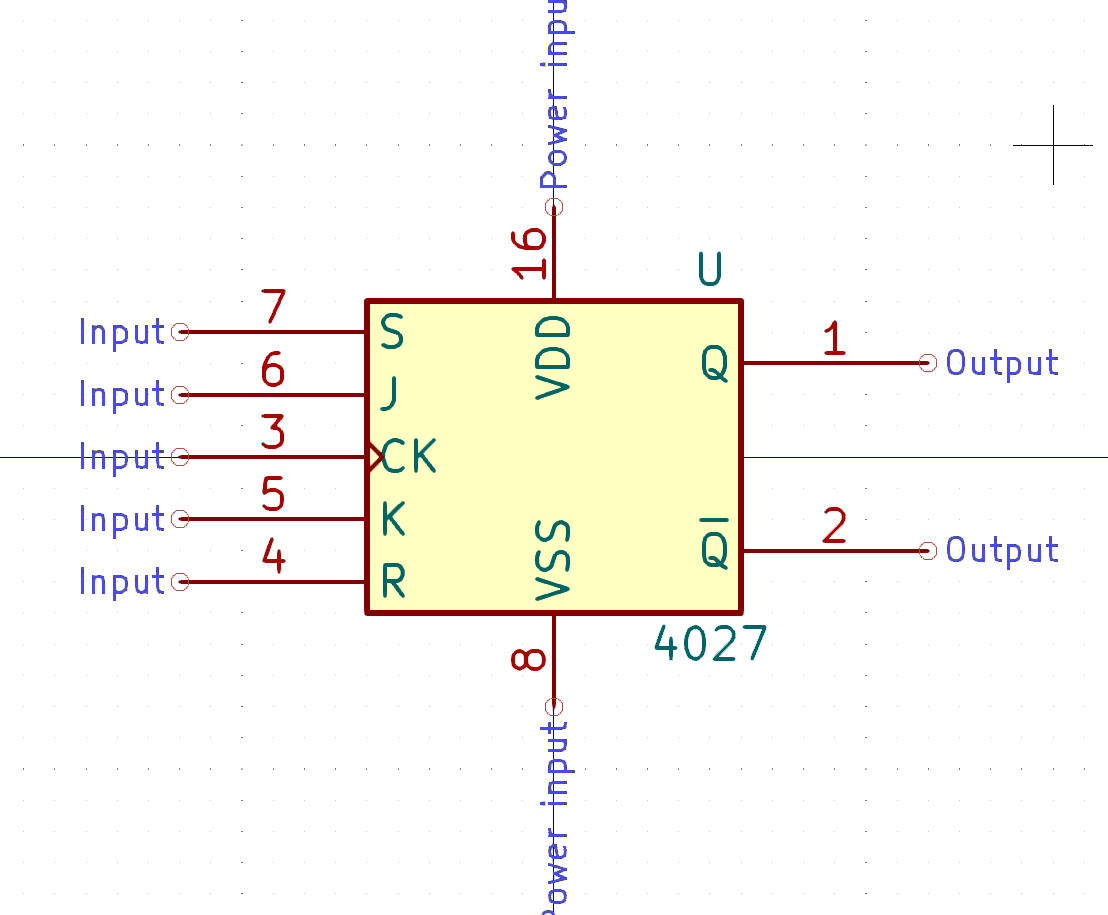 Power inpu
16
U
7
Input
S
VDD
6
Input
J
Q
1
Output
3
Input
CK
5
Input
K
VSS
4
Input
R
Q̅
2
Output
4027
8
Power input